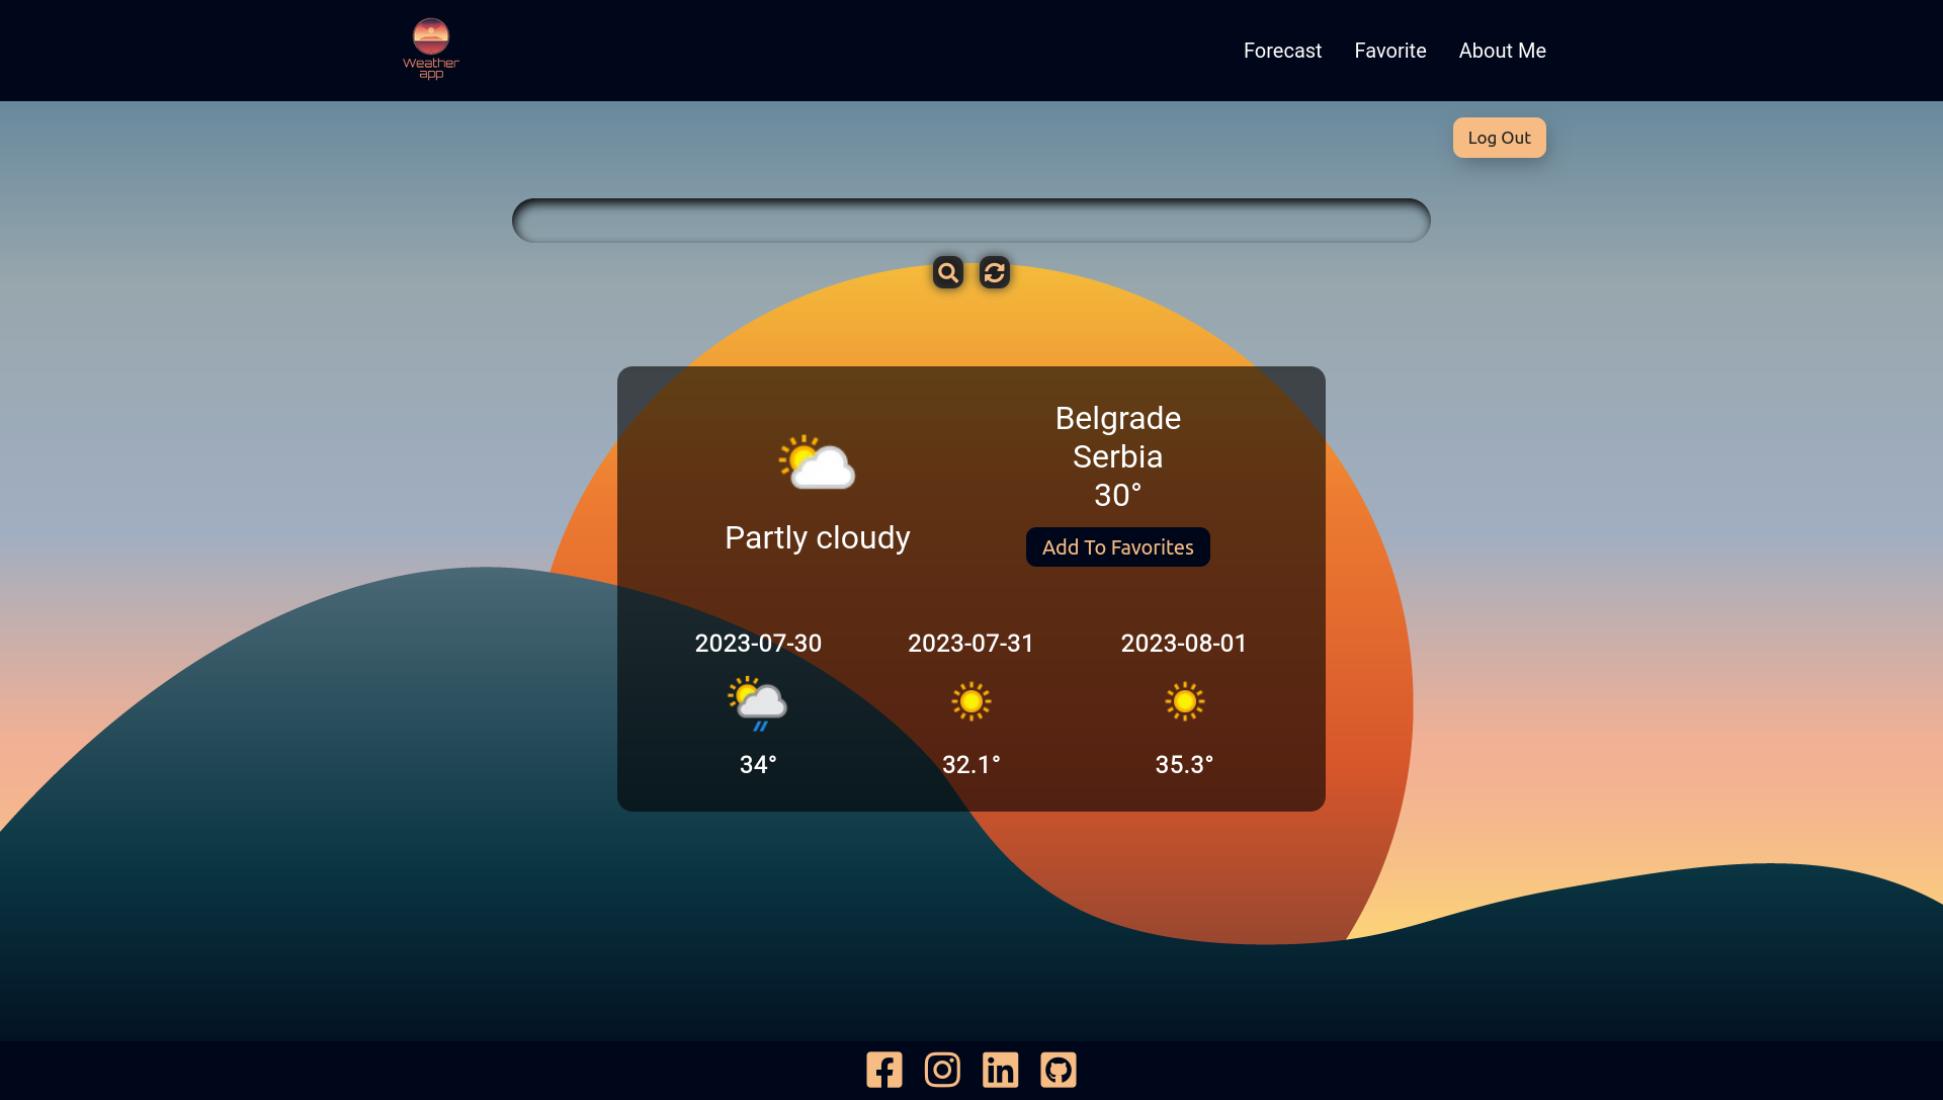 Weather
app
Forecast
Favorite
About Me
Log Out
Belgrade
Serbia
30°
Partly cloudy
Add To Favorites
2023-07-30
2023-07-31
2023-08-01
34°
32.1°
35.3°